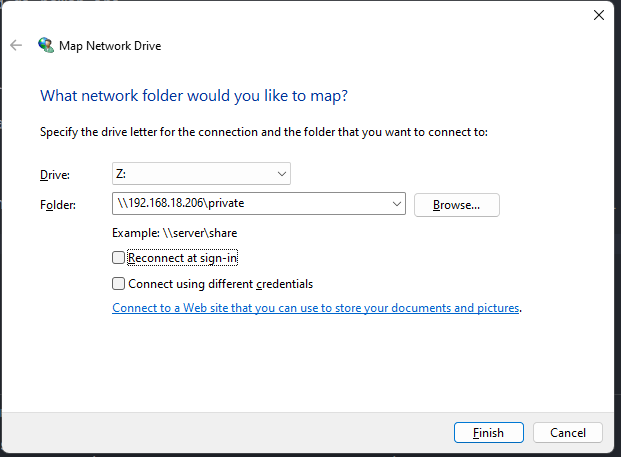 Map Network Drive
What network folder would you like to map?
Specify the drive letter for the connection and the folder that you want to connect to:
Drive: Z:
Folder: \\192.168.18.206\private Browse...
Example: \\server\share
Reconnect at sign-in
Connect using different credentials
Connect to a Web site that you can use to store your documents and pictures.
Finish Cancel